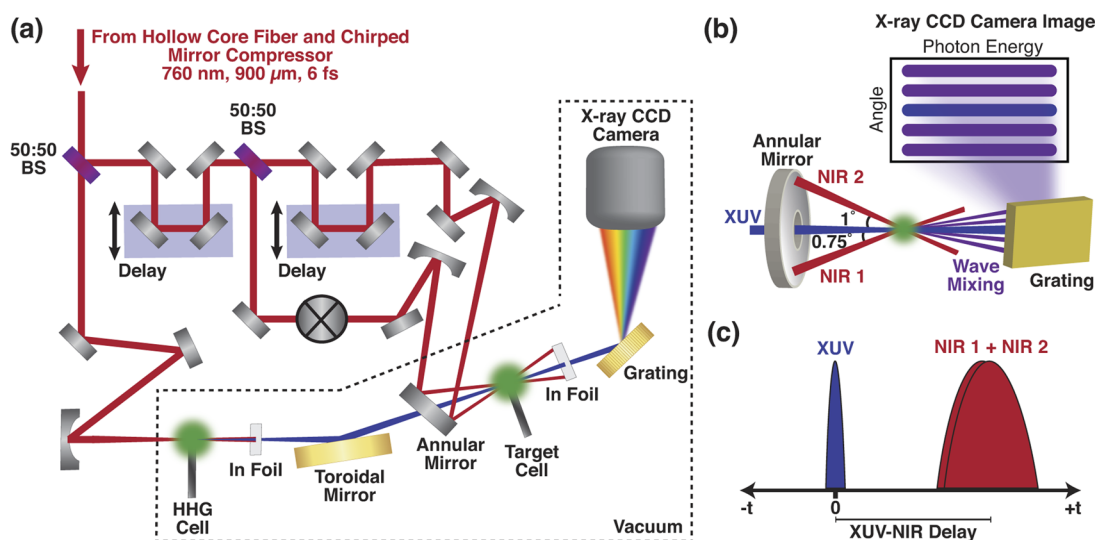 (a)
From Hollow Core Fiber and Chirped
Mirror Compressor
760 nm, 900 µm, 6 fs
50:50
BS
50:50
BS
Delay
Delay
X-ray CCD
Camera
Grating
In Foil
Target
Cell
Annular
Mirror
Toroidal
Mirror
In Foil
HHG
Cell
Vacuum
(b)
X-ray CCD Camera Image
Photon Energy
Angle
Annular
Mirror
NIR 2
XUV
1°
0.75°
NIR 1
Wave
Mixing
Grating
(c)
XUV
NIR 1 + NIR 2
-t
0
+t
XUV-NIR Delay